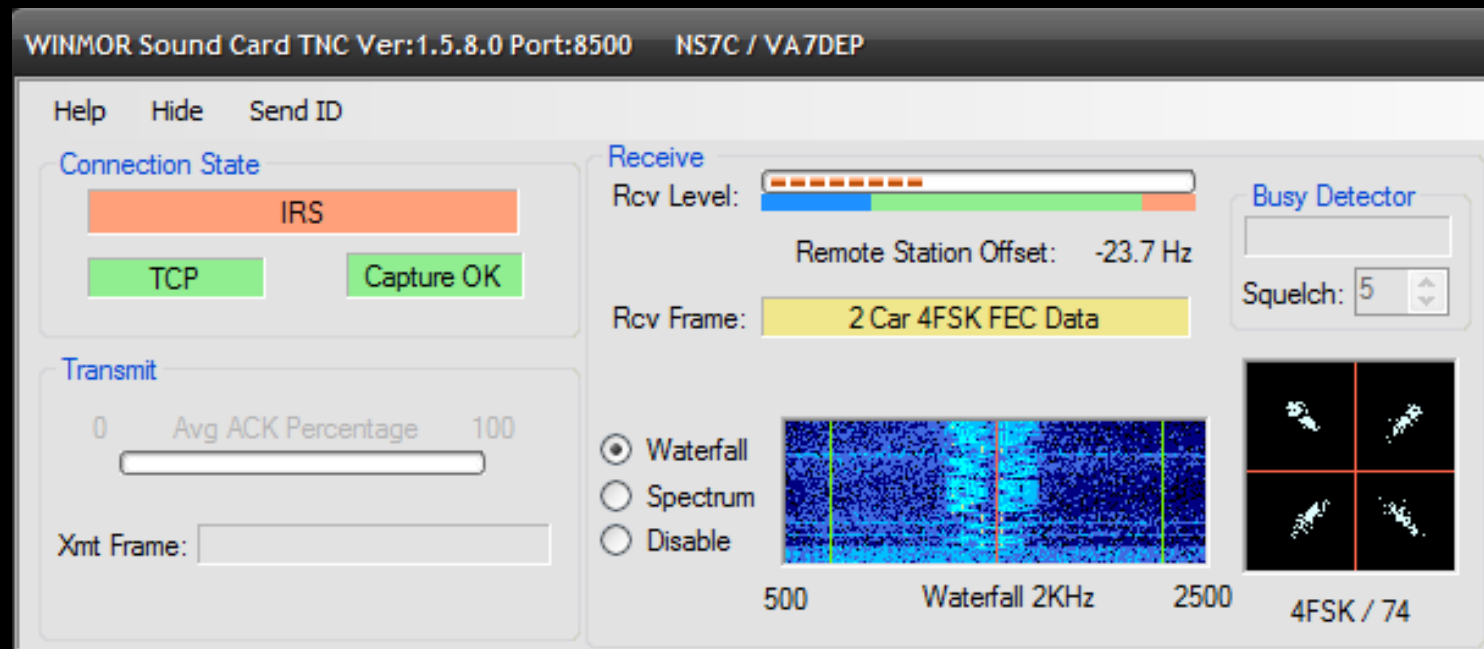 WINMOR Sound Card TNC Ver:1.5.8.0 Port:8500 NS7C / VA7DEP
Help Hide Send ID
Connection State
IRS
TCP Capture OK
Transmit
0 Avg ACK Percentage 100
Xmt Frame:
Receive
Rcv Level:
Remote Station Offset: -23.7 Hz
Rcv Frame: 2 Car 4FSK FEC Data
Waterfall
Spectrum
Disable
500 Waterfall 2KHz 2500
Busy Detector
Squelch: 5
4FSK / 74